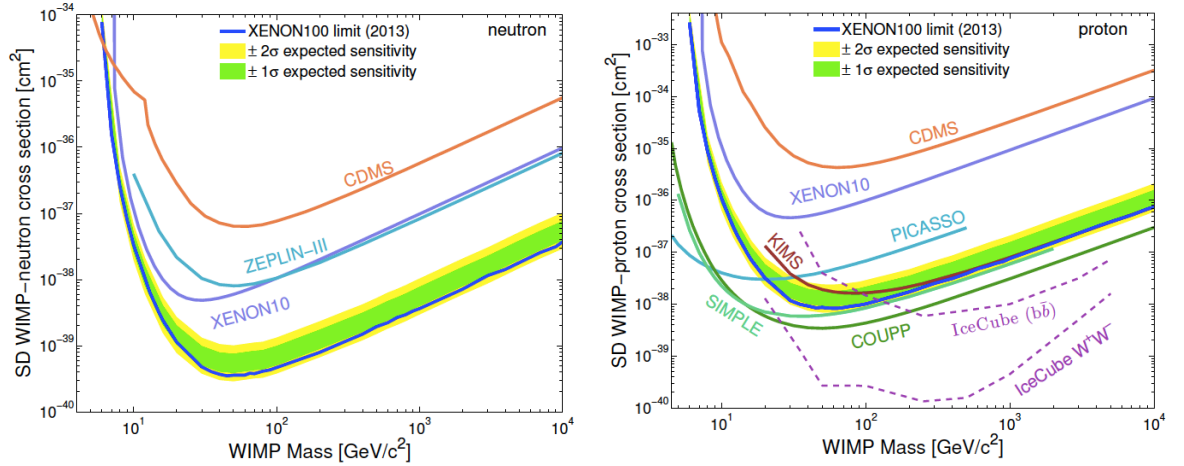 XENON100 limit (2013)
± 2σ expected sensitivity
± 1σ expected sensitivity
neutron
SD WIMP–neutron cross section [cm²]
10⁻³⁴
10⁻³⁵
10⁻³⁶
10⁻³⁷
10⁻³⁸
10⁻³⁹
10⁻⁴⁰
CDMS
ZEPLIN–III
XENON10
10¹
10²
10³
10⁴
WIMP Mass [GeV/c²]
XENON100 limit (2013)
± 2σ expected sensitivity
± 1σ expected sensitivity
proton
SD WIMP–proton cross section [cm²]
10⁻³³
10⁻³⁴
10⁻³⁵
10⁻³⁶
10⁻³⁷
10⁻³⁸
10⁻³⁹
10⁻⁴⁰
CDMS
XENON10
PICASSO
KIMS
SIMPLE
COUPP
IceCube (bb̄)
IceCube W⁺W⁻
10¹
10²
10³
10⁴
WIMP Mass [GeV/c²]